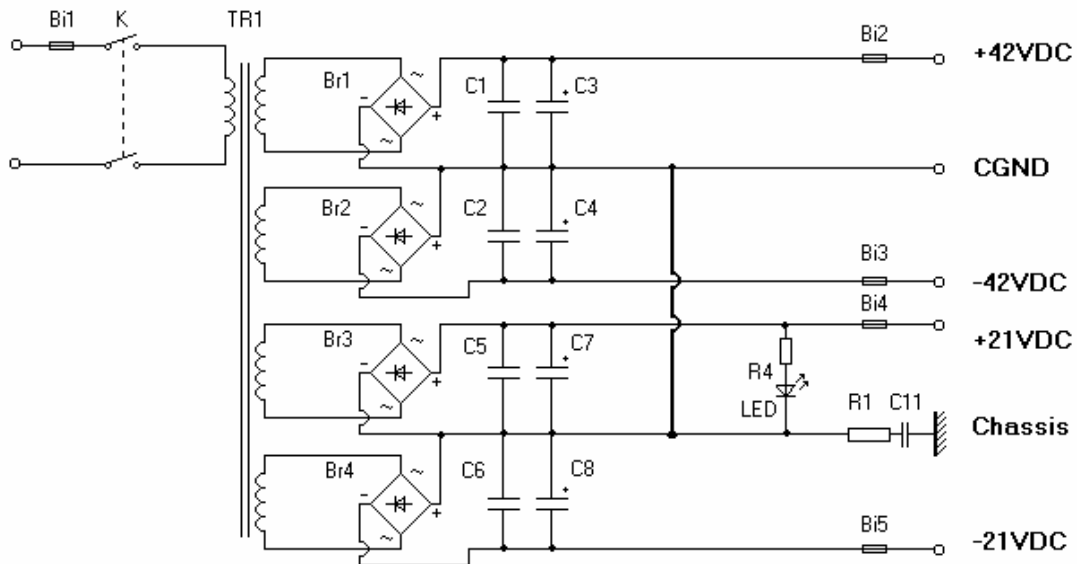 Bi1 K TR1
Bi2
+42VDC
Br1 ~ C1 C3
- + + 
~
CGND
Br2 ~ C2 C4
- + +
~
Bi3
-42VDC
Bi4
+21VDC
Br3 ~ C5 C7
- + +
~
R4
LED R1 C11
Chassis
Br4 ~ C6 C8
- + +
~
Bi5
-21VDC